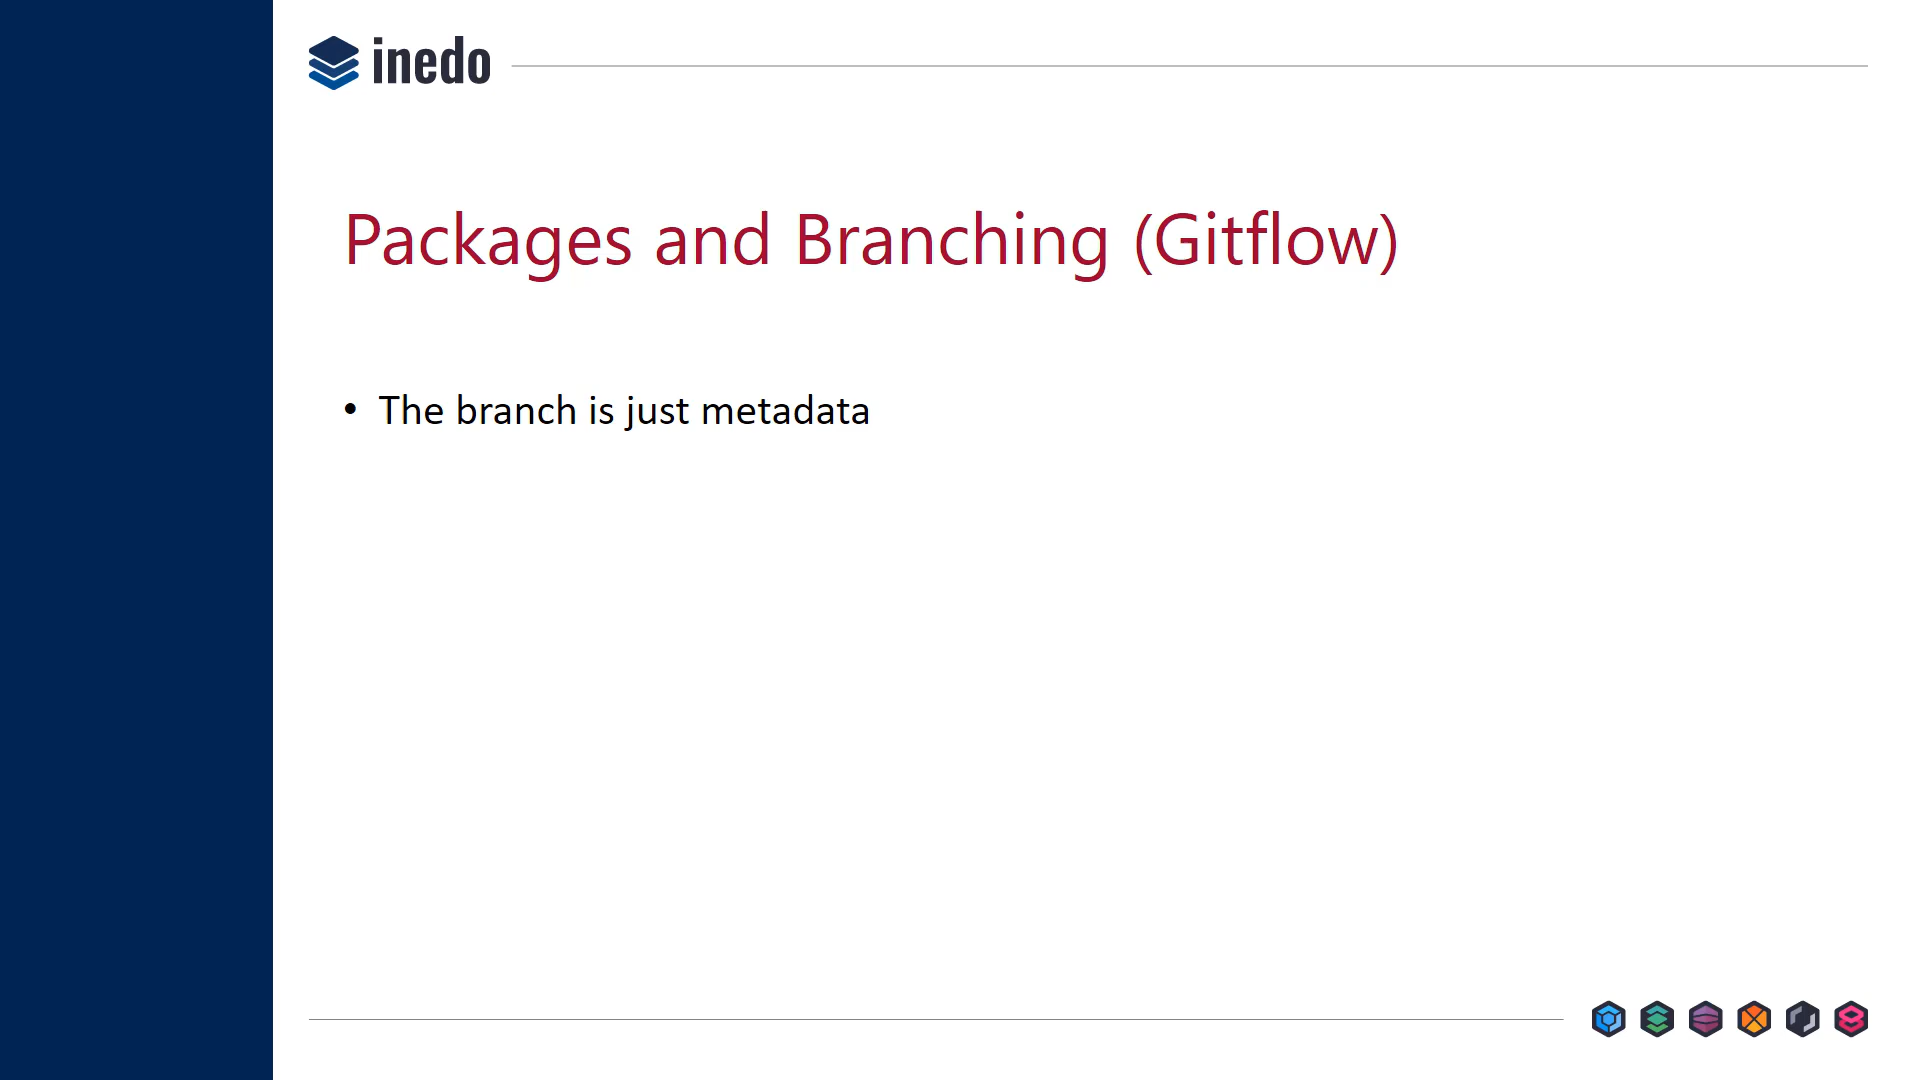 inedo
Packages and Branching (Gitflow)
• The branch is just metadata